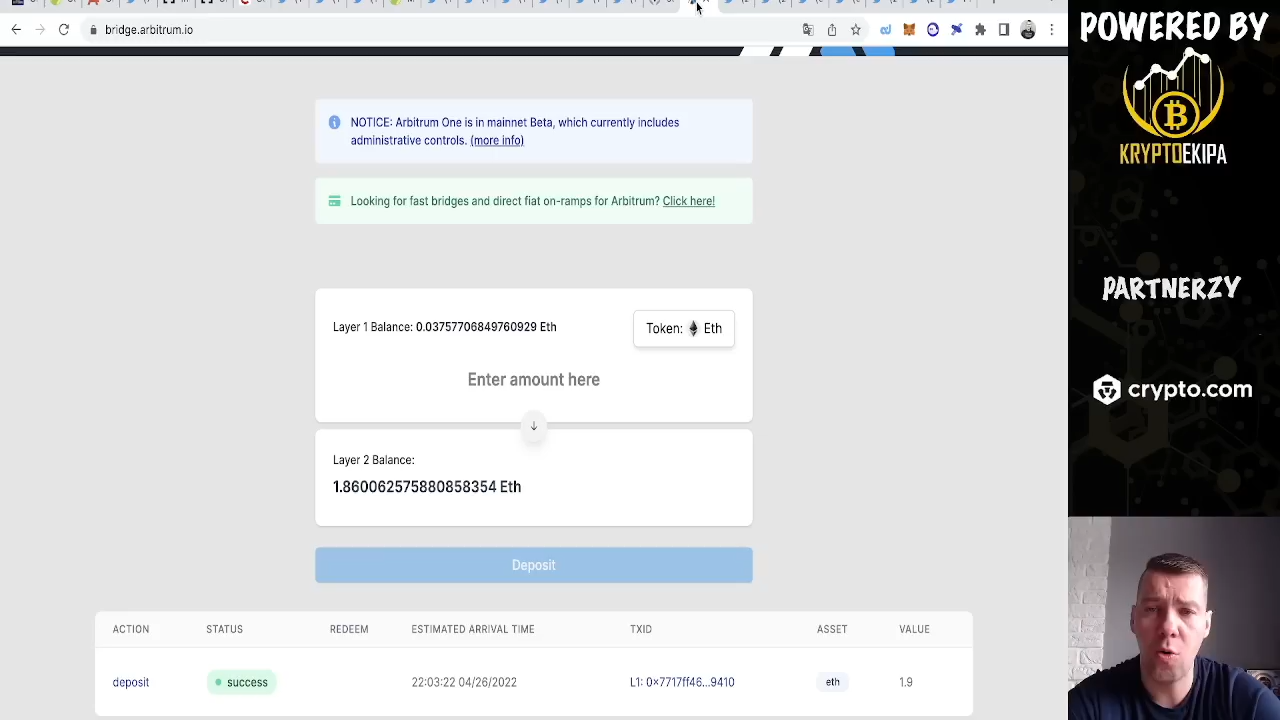 bridge.arbitrum.io
POWERED BY
KRYPTOEKIPA
PARTNERZY
crypto.com
NOTICE: Arbitrum One is in mainnet Beta, which currently includes
administrative controls. (more info)
Looking for fast bridges and direct fiat on-ramps for Arbitrum? Click here!
Layer 1 Balance: 0.03757706849760929 Eth
Token: Eth
Enter amount here
Layer 2 Balance:
1.860062575880858354 Eth
Deposit
ACTION STATUS REDEEM ESTIMATED ARRIVAL TIME TXID ASSET VALUE
deposit success 22:03:22 04/26/2022 L1: 0x7717ff46...9410 eth 1.9